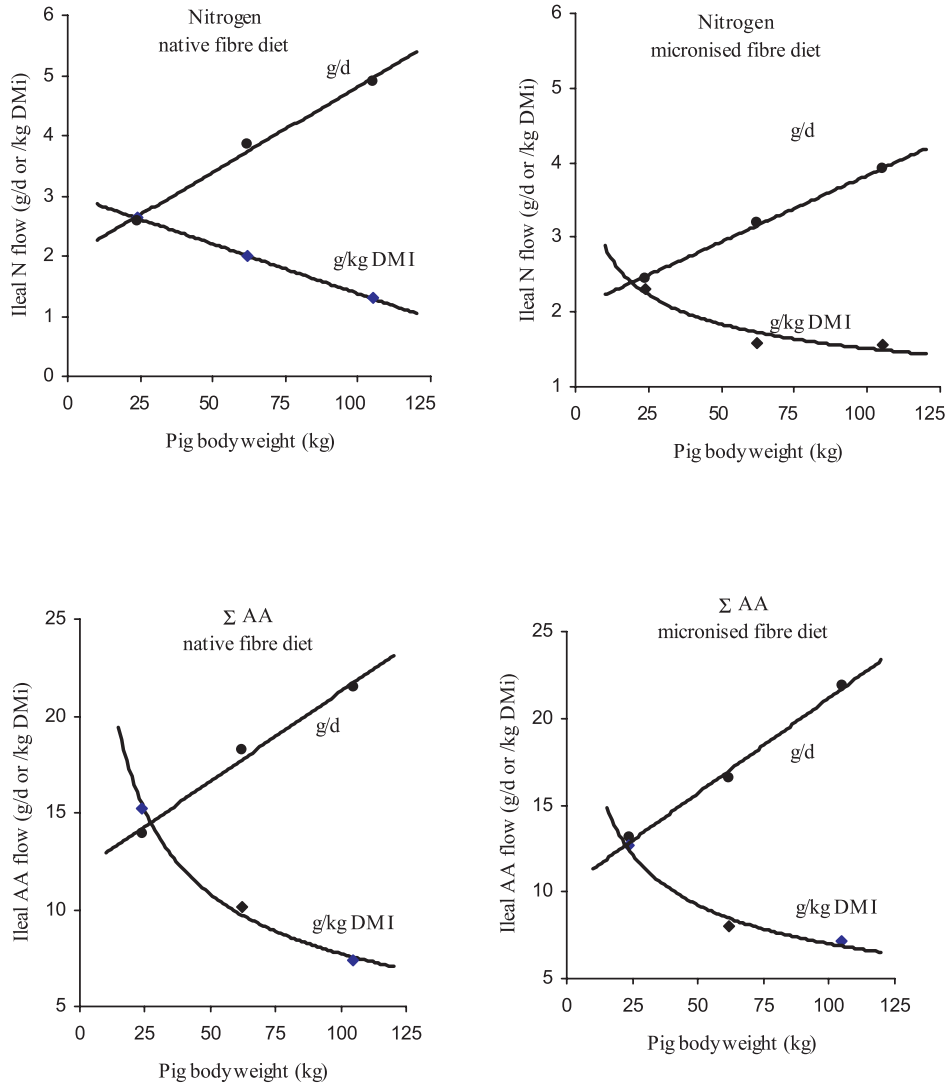 Nitrogen
native fibre diet
Ileal N flow (g/d or /kg DMi)
6
5
4
3
2
1
0
g/d
g/kg DMI
0 25 50 75 100 125
Pig bodyweight (kg)
Nitrogen
micronised fibre diet
Ileal N flow (g/d or /kg DMi)
6
5
4
3
2
1
g/d
g/kg DMI
0 25 50 75 100 125
Pig bodyweight (kg)
Σ AA
native fibre diet
Ileal AA flow (g/d or /kg DMi)
25
20
15
10
5
g/d
g/kg DMI
0 25 50 75 100 125
Pig bodyweight (kg)
Σ AA
micronised fibre diet
Ileal AA flow (g/d or /kg DMi)
25
20
15
10
5
g/d
g/kg DMI
0 25 50 75 100 125
Pig bodyweight (kg)